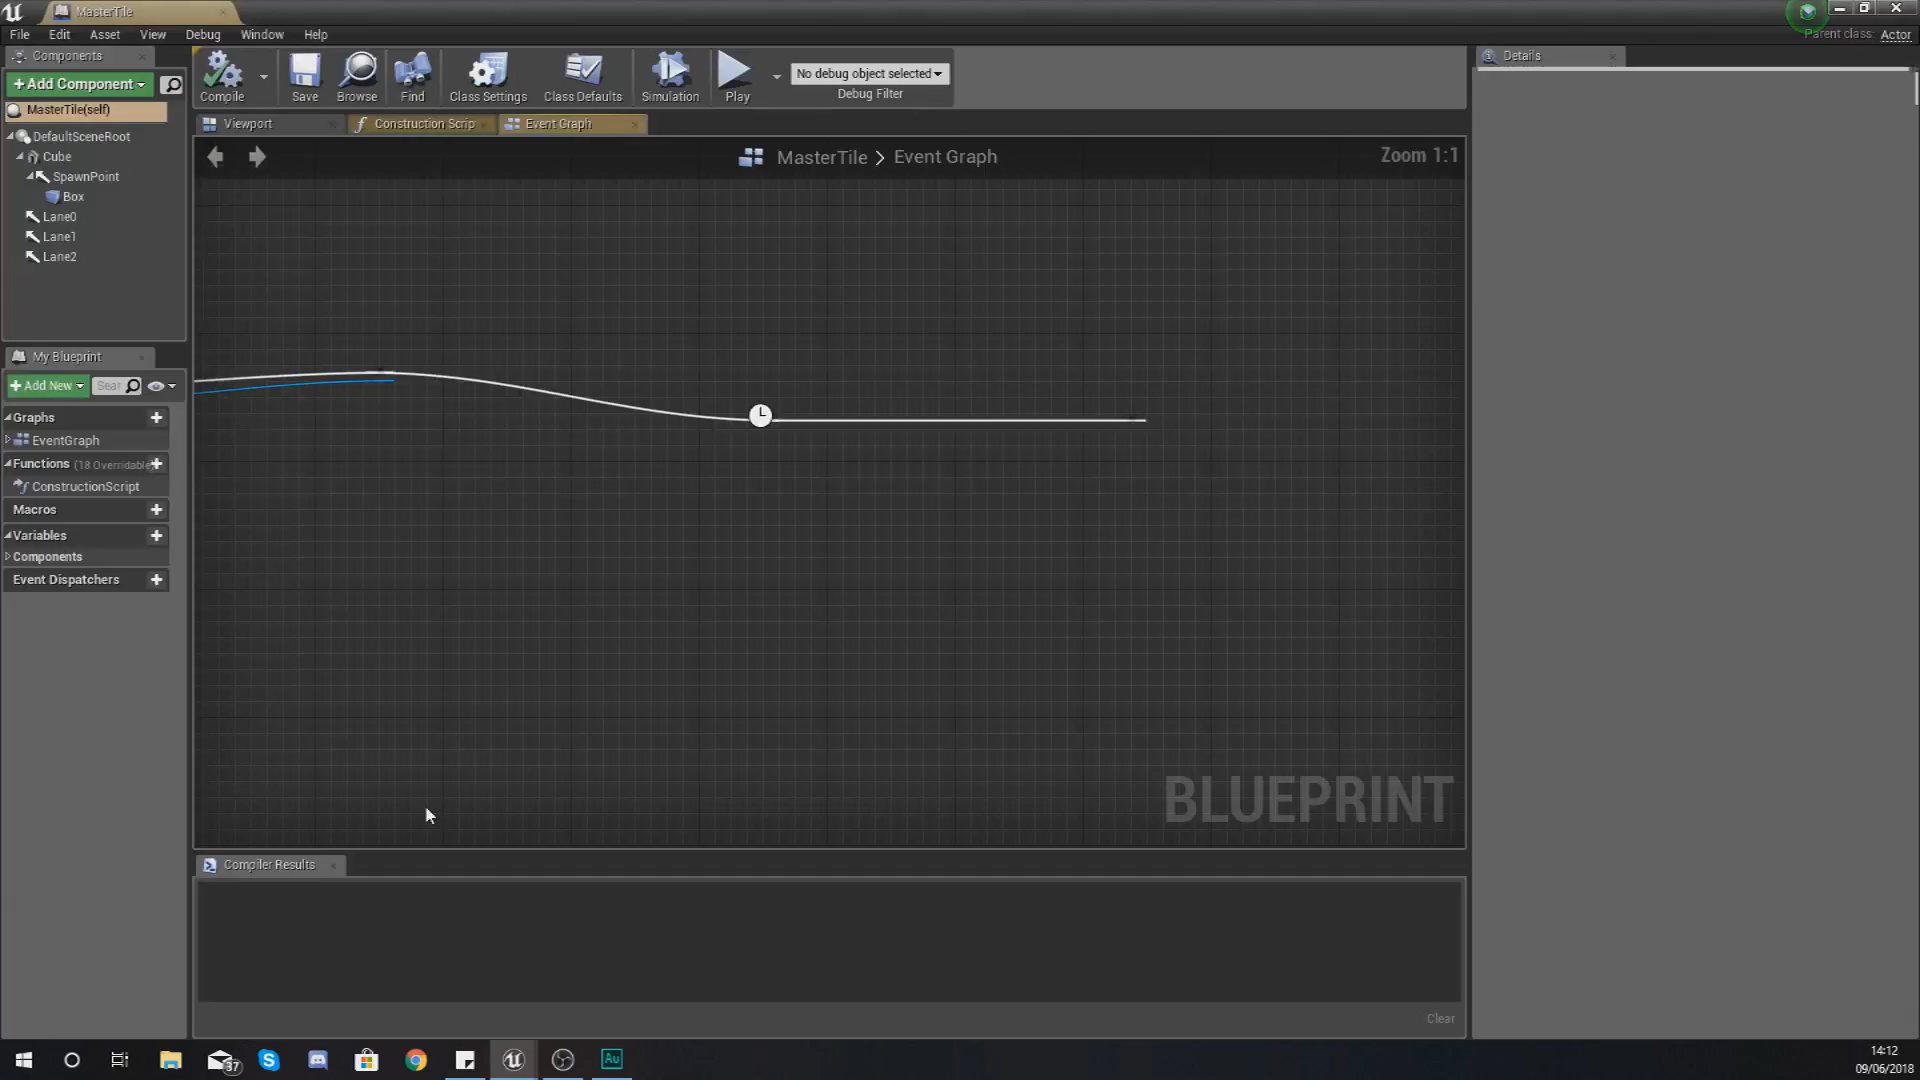 MasterTile
File Edit Asset View Debug Window Help
Parent class: Actor
Components
+Add Component
MasterTile(self)
DefaultSceneRoot
Cube
SpawnPoint
Box
Lane0
Lane1
Lane2
My Blueprint
+Add New Sear
Graphs
EventGraph
Functions (18 Overridable
ConstructionScript
Macros
Variables
Components
Event Dispatchers
Compile Save Browse Find Class Settings Class Defaults Simulation Play
No debug object selected
Debug Filter
Viewport Construction Scrip Event Graph
MasterTile > Event Graph
Zoom 1:1
BLUEPRINT
Compiler Results
Clear
Details
37
Au
14:12
09/06/2018